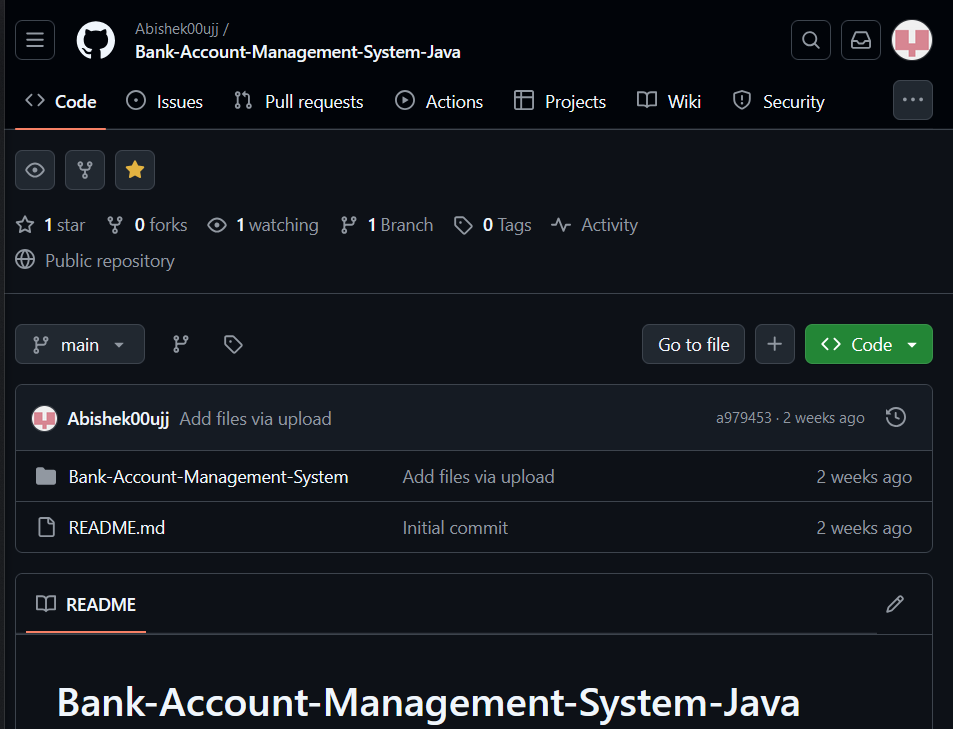 Abishek00ujj /
Bank-Account-Management-System-Java
Code Issues Pull requests Actions Projects Wiki Security
1 star 0 forks 1 watching 1 Branch 0 Tags Activity
Public repository
main Go to file Code
Abishek00ujj Add files via upload a979453 · 2 weeks ago
Bank-Account-Management-System Add files via upload 2 weeks ago
README.md Initial commit 2 weeks ago
README
Bank-Account-Management-System-Java